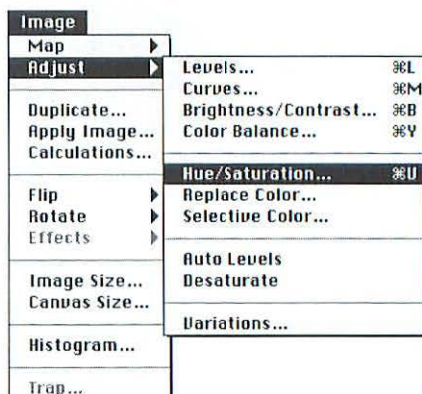 Image
Map
Adjust
Duplicate...
Apply Image...
Calculations...
Flip
Rotate
Effects
Image Size...
Canvas Size...
Histogram...
Trap...
Levels... ⌘L
Curves... ⌘M
Brightness/Contrast... ⌘B
Color Balance... ⌘Y
Hue/Saturation... ⌘U
Replace Color...
Selective Color...
Auto Levels
Desaturate
Variations...